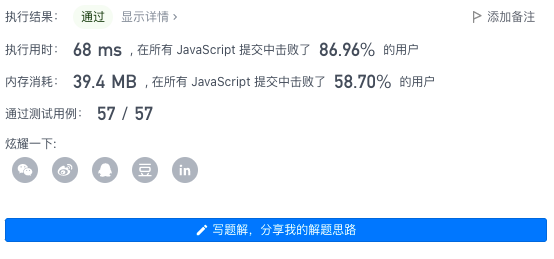 执行结果： 通过 显示详情 › 添加备注
执行用时： 68 ms , 在所有 JavaScript 提交中击败了 86.96% 的用户
内存消耗： 39.4 MB , 在所有 JavaScript 提交中击败了 58.70% 的用户
通过测试用例： 57 / 57
炫耀一下:
豆 in
写题解，分享我的解题思路